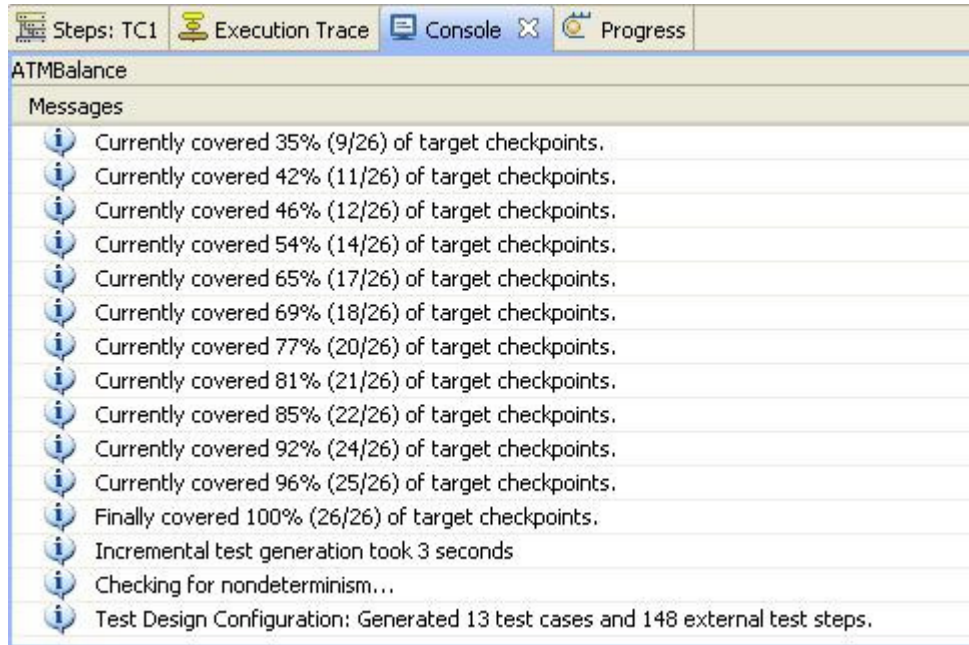 Steps: TC1 Execution Trace Console Progress
ATMBalance
Messages
Currently covered 35% (9/26) of target checkpoints.
Currently covered 42% (11/26) of target checkpoints.
Currently covered 46% (12/26) of target checkpoints.
Currently covered 54% (14/26) of target checkpoints.
Currently covered 65% (17/26) of target checkpoints.
Currently covered 69% (18/26) of target checkpoints.
Currently covered 77% (20/26) of target checkpoints.
Currently covered 81% (21/26) of target checkpoints.
Currently covered 85% (22/26) of target checkpoints.
Currently covered 92% (24/26) of target checkpoints.
Currently covered 96% (25/26) of target checkpoints.
Finally covered 100% (26/26) of target checkpoints.
Incremental test generation took 3 seconds
Checking for nondeterminism...
Test Design Configuration: Generated 13 test cases and 148 external test steps.